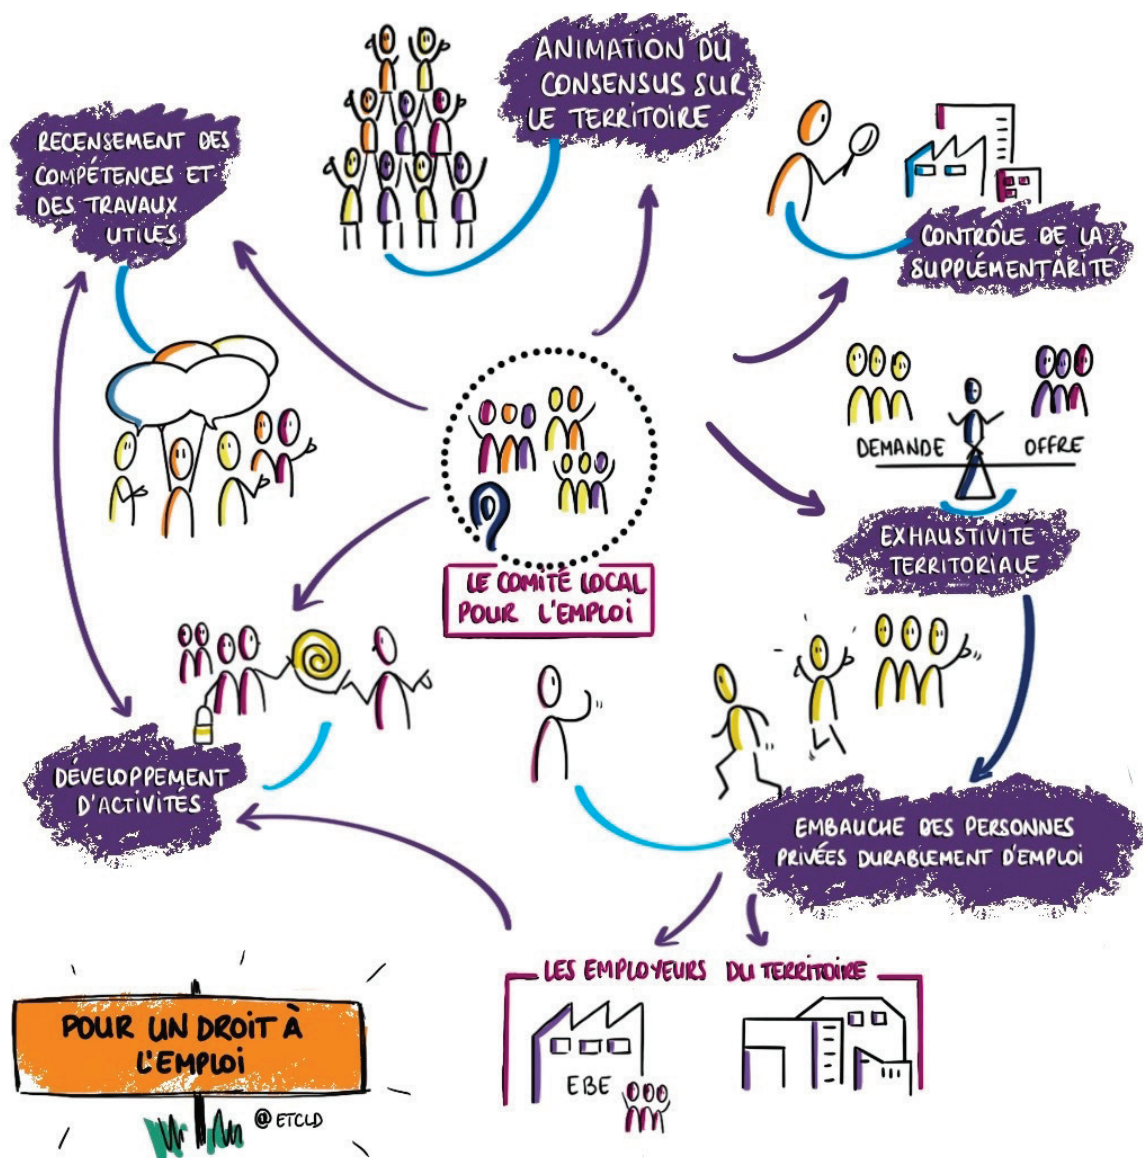 ANIMATION DU
CONSENSUS SUR
LE TERRITOIRE
RECENSEMENT DES
COMPÉTENCES ET
DES TRAVAUX
UTILES
CONTRÔLE DE LA
SUPPLÉMENTARITÉ
DEMANDE
OFFRE
EXHAUSTIVITÉ
TERRITORIALE
LE COMITÉ LOCAL
POUR L'EMPLOI
DÉVELOPPEMENT
D'ACTIVITÉS
EMBAUCHE DES PERSONNES
PRIVÉES DURABLEMENT D'EMPLOI
LES EMPLOYEURS DU TERRITOIRE
EBE
POUR UN DROIT À
L'EMPLOI
@ETCLD